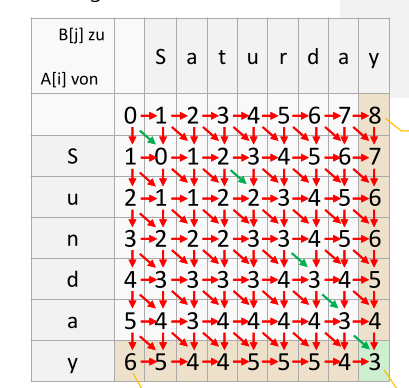 B[j] zu
S a t u r d a y
A[i] von
0 1 2 3 4 5 6 7 8
S 1 0 1 2 3 4 5 6 7
u 2 1 1 2 2 3 4 5 6
n 3 2 2 2 3 3 4 5 6
d 4 3 3 3 3 4 3 4 5
a 5 4 3 4 4 4 4 3 4
y 6 5 4 4 5 5 5 4 3